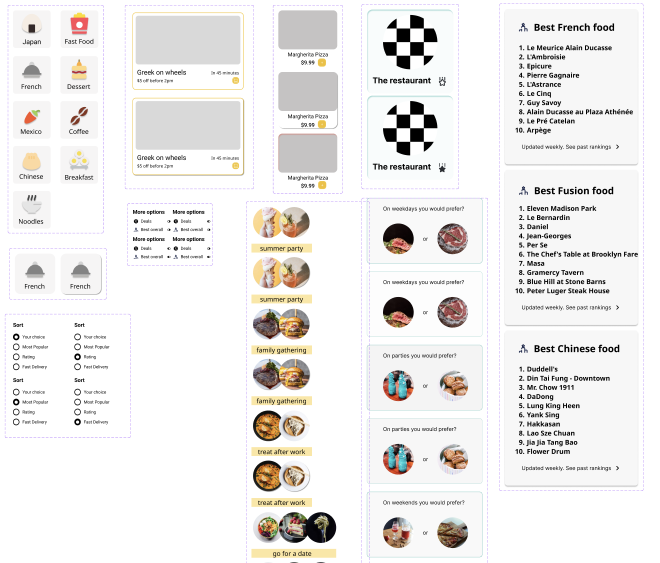 Japan
Fast Food
French
Dessert
Mexico
Coffee
Chinese
Breakfast
Noodles
French
French
Sort
Your choice
Most Popular
Rating
Fast Delivery
Sort
Your choice
Most Popular
Rating
Fast Delivery
Sort
Your choice
Most Popular
Rating
Fast Delivery
Sort
Your choice
Most Popular
Rating
Fast Delivery
Greek on wheels
In 45 minutes
$5 off before 2pm
Greek on wheels
In 45 minutes
$5 off before 2pm
More options
Deals
Best overall
More options
Deals
Best overall
More options
Deals
Best overall
More options
Deals
Best overall
Margherita Pizza
$9.99
Margherita Pizza
$9.99
Margherita Pizza
$9.99
The restaurant
The restaurant
summer party
summer party
family gathering
family gathering
treat after work
treat after work
go for a date
On weekdays you would prefer?
or
On weekdays you would prefer?
or
On parties you would prefer?
or
On parties you would prefer?
or
On weekends you would prefer?
or
Best French food
1. Le Meurice Alain Ducasse
2. L'Ambroisie
3. Epicure
4. Pierre Gagnaire
5. L'Astrance
6. Le Cinq
7. Guy Savoy
8. Alain Ducasse au Plaza Athénée
9. Le Pré Catelan
10. Arpège
Updated weekly. See past rankings
Best Fusion food
1. Eleven Madison Park
2. Le Bernardin
3. Daniel
4. Jean-Georges
5. Per Se
6. The Chef's Table at Brooklyn Fare
7. Masa
8. Gramercy Tavern
9. Blue Hill at Stone Barns
10. Peter Luger Steak House
Updated weekly. See past rankings
Best Chinese food
1. Duddell's
2. Din Tai Fung - Downtown
3. Mr. Chow 1911
4. DaDong
5. Lung King Heen
6. Yank Sing
7. Hakkasan
8. Lao Sze Chuan
9. Jia Jia Tang Bao
10. Flower Drum
Updated weekly. See past rankings